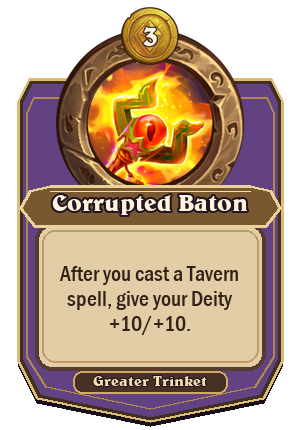 3
Corrupted Baton
After you cast a Tavern
spell, give your Deity
+10/+10.
Greater Trinket